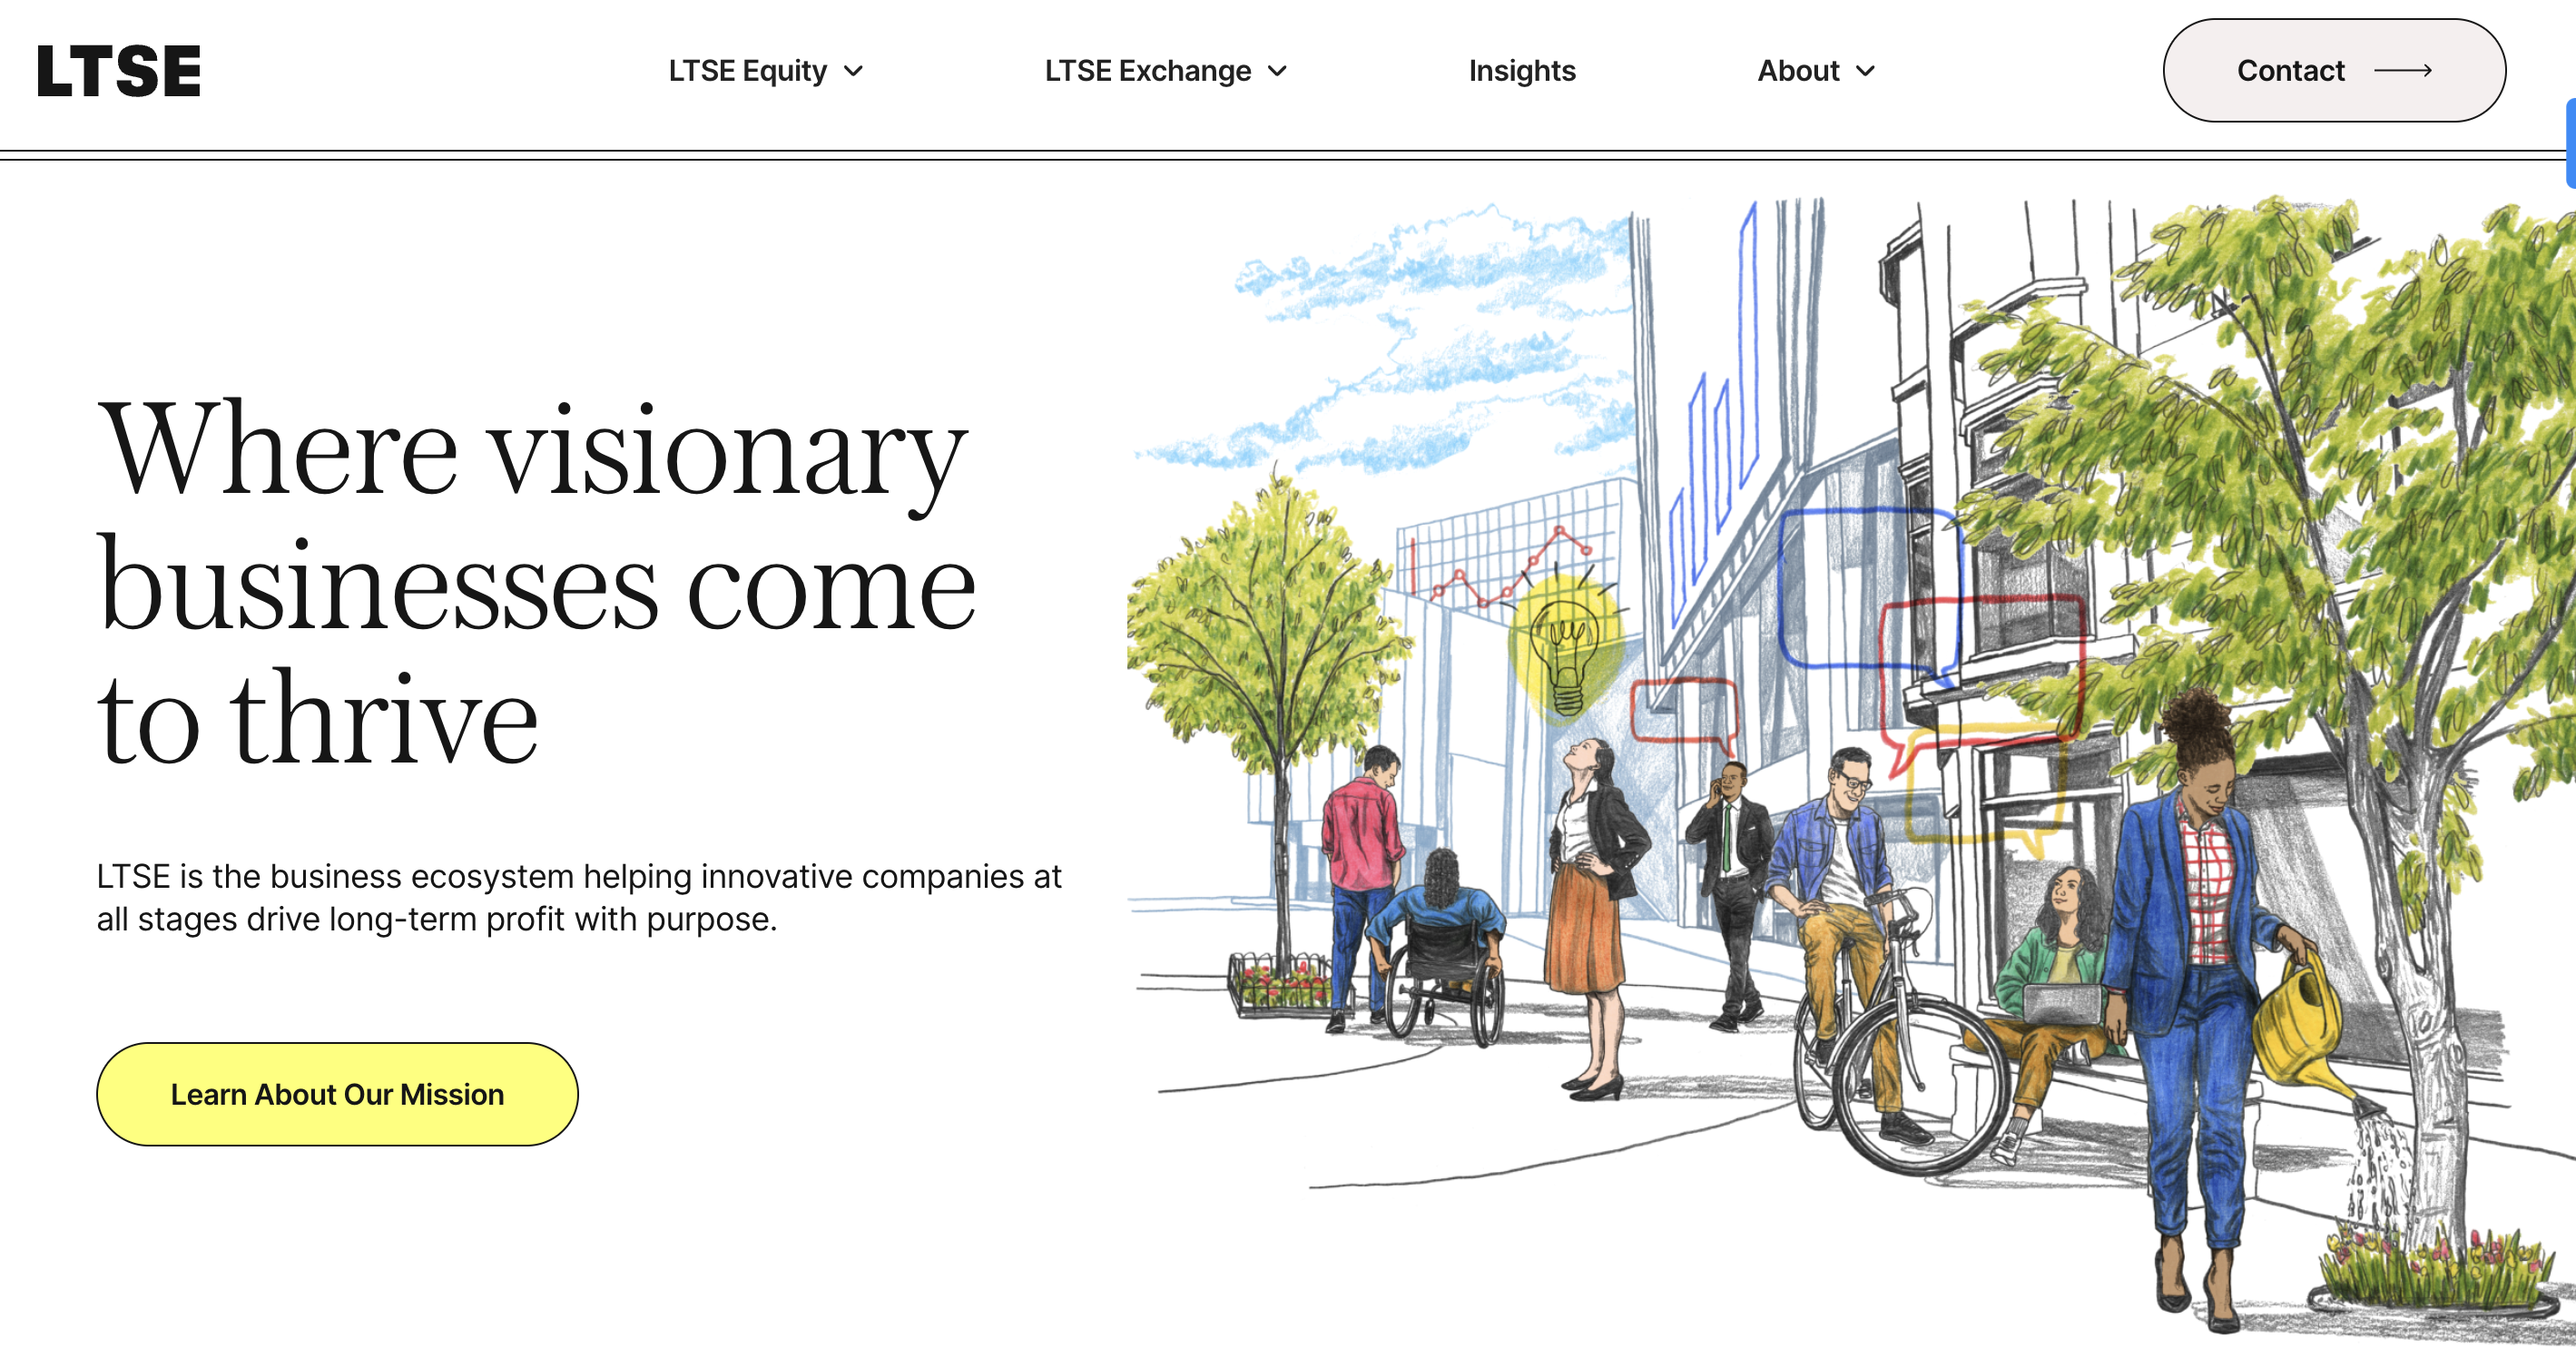 LTSE
LTSE Equity
LTSE Exchange
Insights
About
Contact
Where visionary
businesses come
to thrive
LTSE is the business ecosystem helping innovative companies at
all stages drive long-term profit with purpose.
Learn About Our Mission